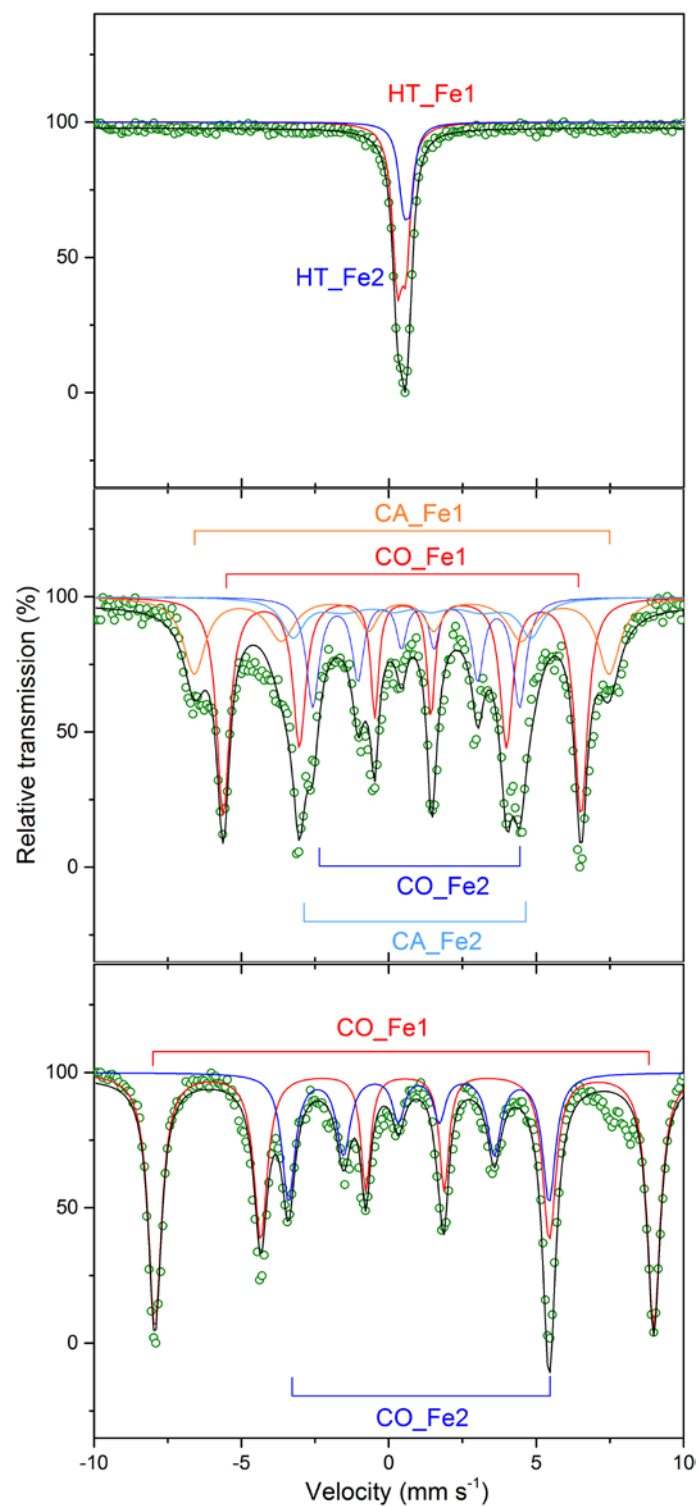 HT_Fe1
100
50
HT_Fe2
0
CA_Fe1
CO_Fe1
100
Relative transmission (%)
50
0
CO_Fe2
CA_Fe2
CO_Fe1
100
50
0
CO_Fe2
-10 -5 0 5 10
Velocity (mm s⁻¹)